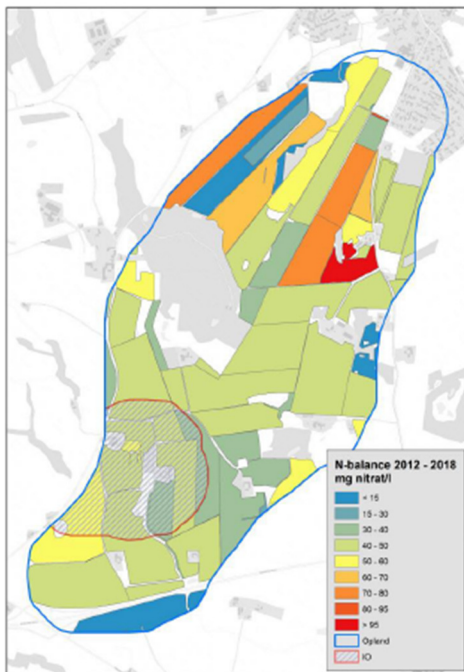 N-balance 2012 - 2018
mg nitrat/l
< 15
15 - 30
30 - 40
40 - 50
50 - 60
60 - 70
70 - 80
80 - 95
> 95
Opland
IO